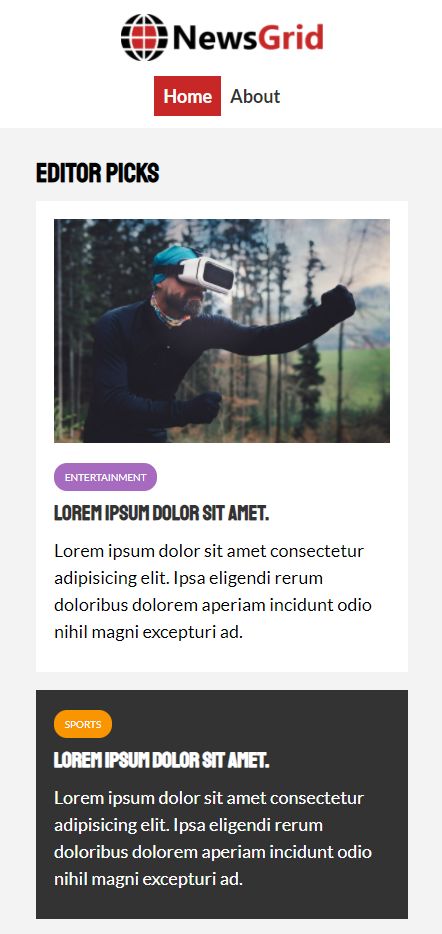 NewsGrid
Home About
EDITOR PICKS
ENTERTAINMENT
LOREM IPSUM DOLOR SIT AMET.
Lorem ipsum dolor sit amet consectetur
adipisicing elit. Ipsa eligendi rerum
doloribus dolorem aperiam incidunt odio
nihil magni excepturi ad.
SPORTS
LOREM IPSUM DOLOR SIT AMET.
Lorem ipsum dolor sit amet consectetur
adipisicing elit. Ipsa eligendi rerum
doloribus dolorem aperiam incidunt odio
nihil magni excepturi ad.